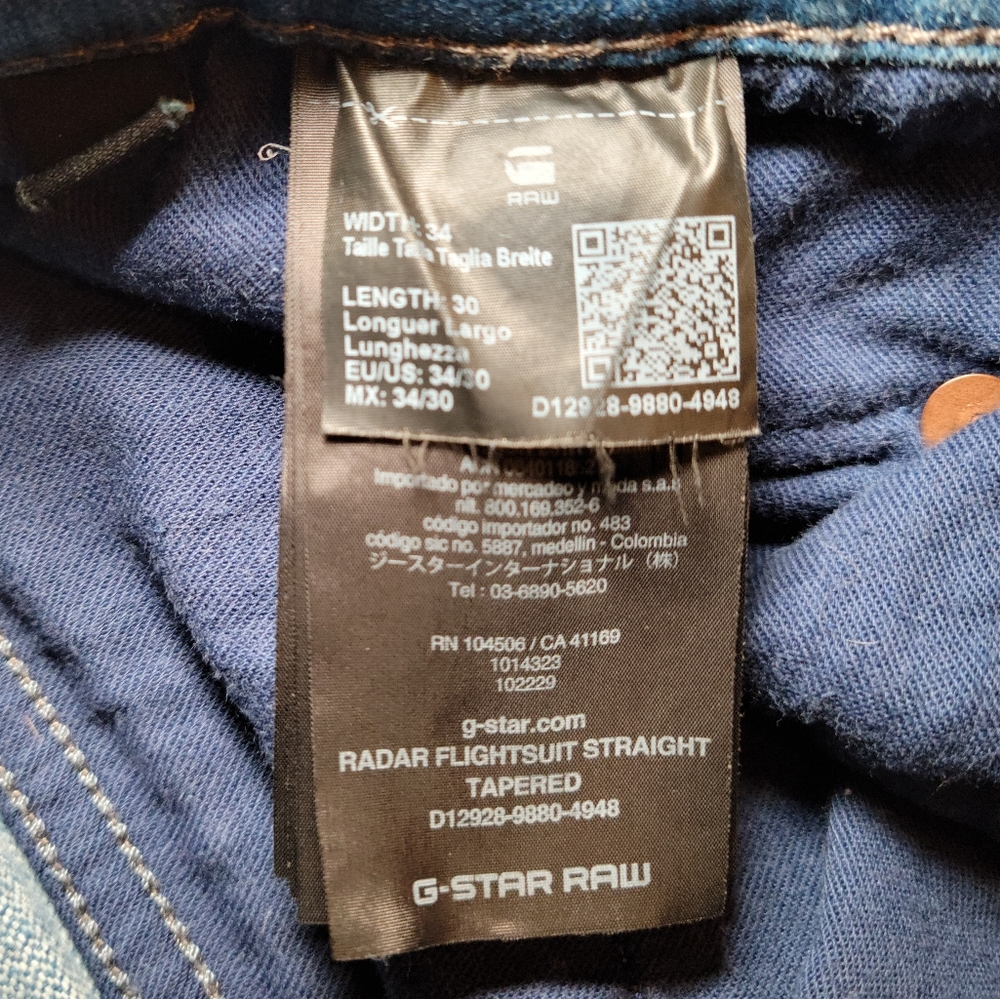 RAW
WIDTH: 34
Taille Talla Taglia Breite
LENGTH: 30
Longuer Largo
Lunghezza
EU/US: 34/30
MX: 34/30
D12928-9880-4948
importado por mercadeo y moda s.a.s
nit. 800.169.352-6
código importador no. 483
código sic no. 5887, medellin - Colombia
ジースターインターナショナル（株）
Tel : 03-6890-5620
RN 104506 / CA 41169
1014323
102229
g-star.com
RADAR FLIGHTSUIT STRAIGHT
TAPERED
D12928-9880-4948
G-STAR RAW